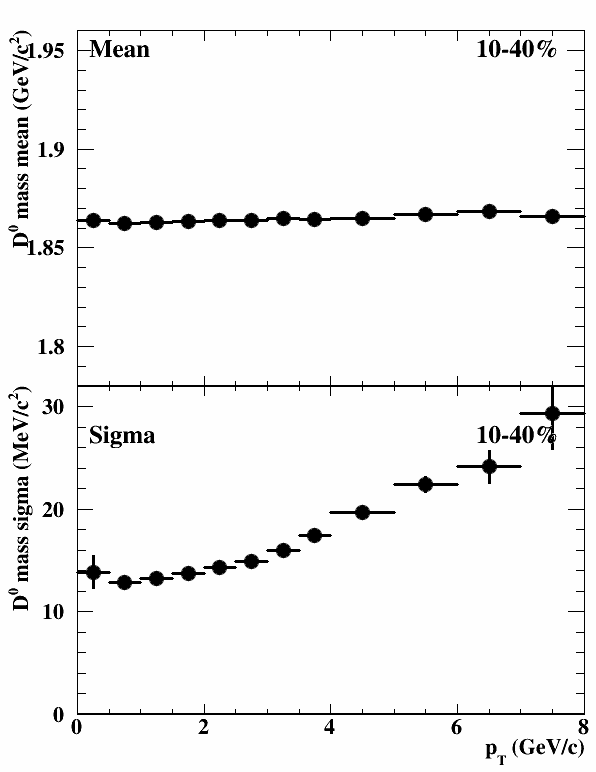 D⁰ mass mean (GeV/c²)
1.95
Mean
10-40%
1.9
1.85
1.8
D⁰ mass sigma (MeV/c²)
30
Sigma
10-40%
20
10
0
0 2 4 6 8
p_T (GeV/c)